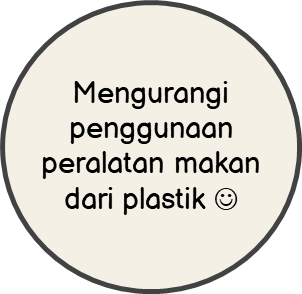 Mengurangi
penggunaan
peralatan makan
dari plastik ☺